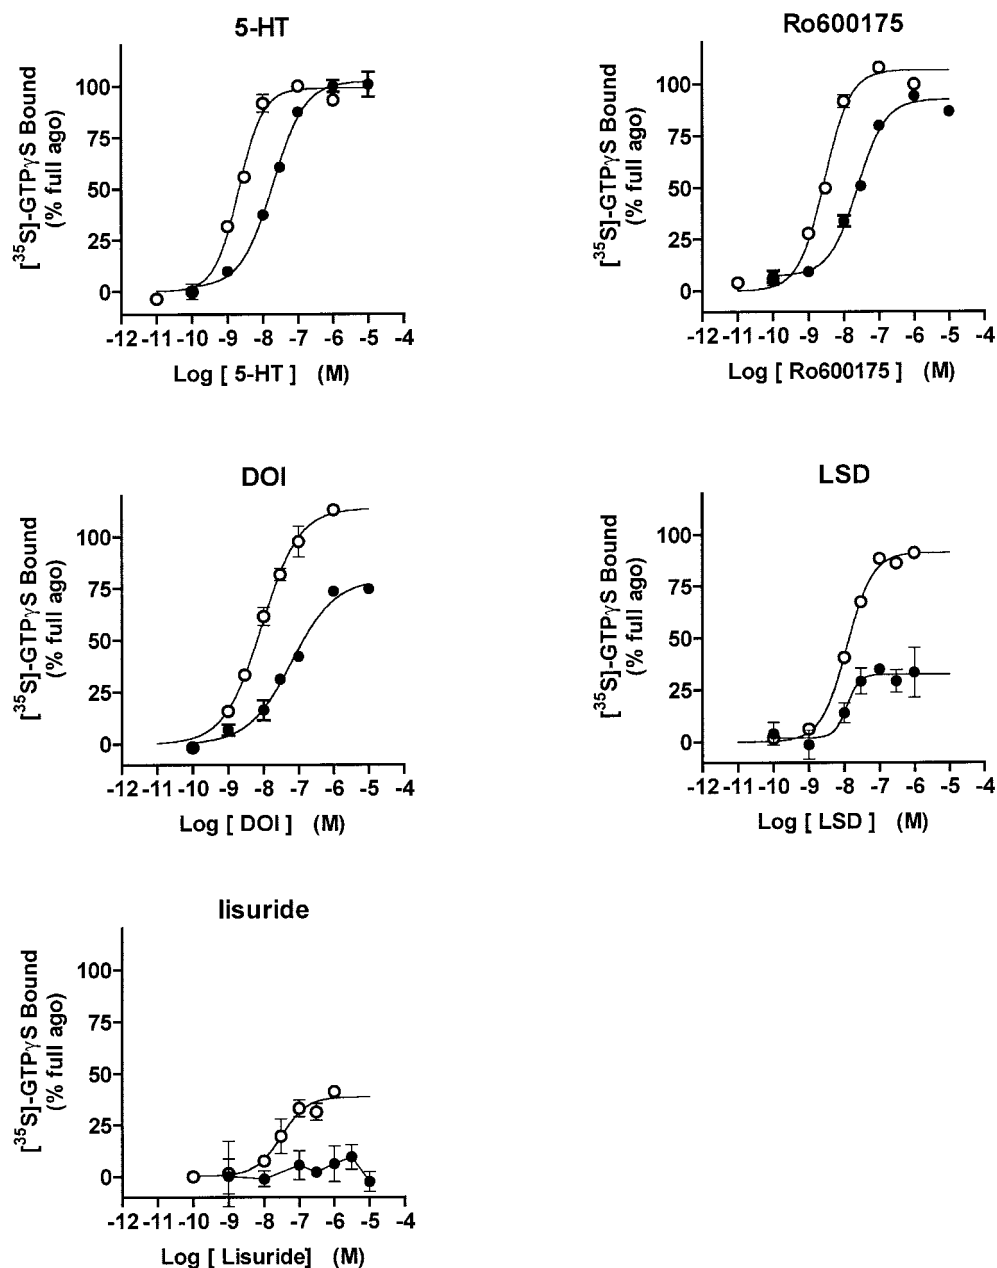 5-HT
[35S]-GTPγS Bound
(% full ago)
100
75
50
25
0
-12 -11 -10 -9 -8 -7 -6 -5 -4
Log [ 5-HT ] (M)
Ro600175
[35S]-GTPγS Bound
(% full ago)
100
75
50
25
0
-12 -11 -10 -9 -8 -7 -6 -5 -4
Log [ Ro600175 ] (M)
DOI
[35S]-GTPγS Bound
(% full ago)
100
75
50
25
0
-12 -11 -10 -9 -8 -7 -6 -5 -4
Log [ DOI ] (M)
LSD
[35S]-GTPγS Bound
(% full ago)
100
75
50
25
0
-12 -11 -10 -9 -8 -7 -6 -5 -4
Log [ LSD ] (M)
lisuride
[35S]-GTPγS Bound
(% full ago)
100
75
50
25
0
-12 -11 -10 -9 -8 -7 -6 -5 -4
Log [ Lisuride] (M)